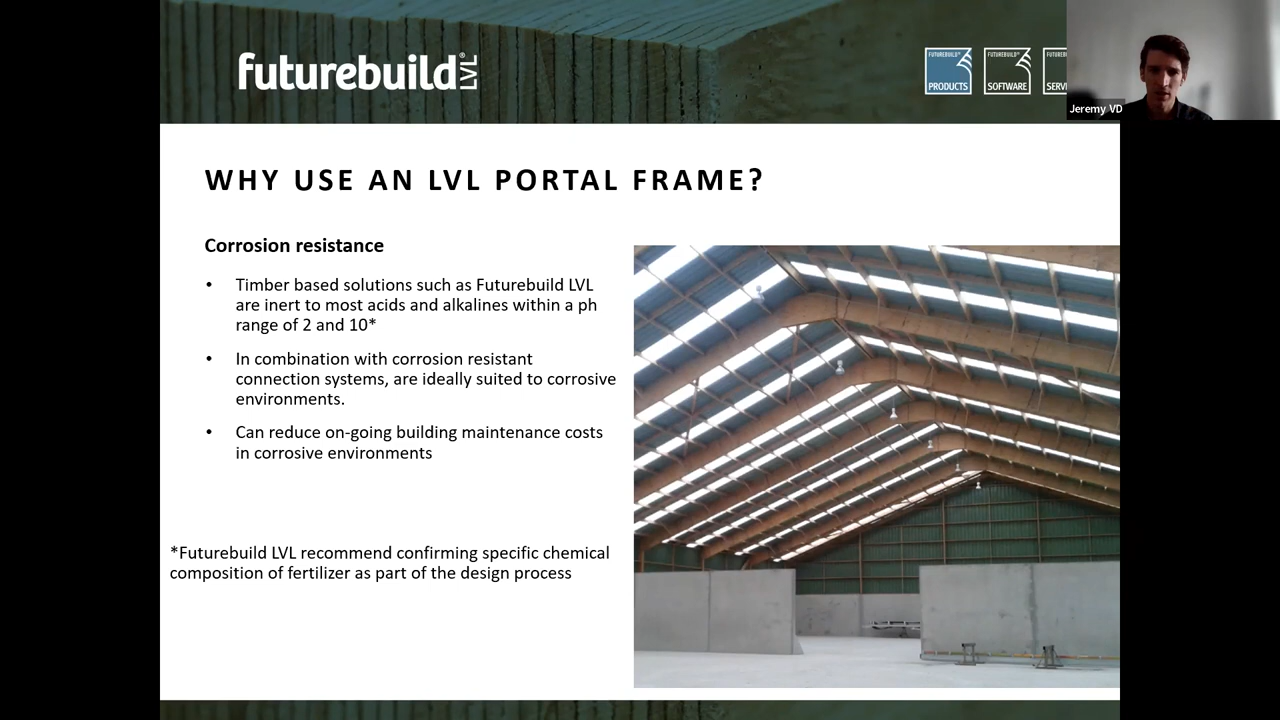 futurebuild LVL®
FUTUREBUILD™ PRODUCTS
FUTUREBUILD™ SOFTWARE
Jeremy VD
WHY USE AN LVL PORTAL FRAME?
Corrosion resistance
• Timber based solutions such as Futurebuild LVL
are inert to most acids and alkalines within a ph
range of 2 and 10*
• In combination with corrosion resistant
connection systems, are ideally suited to corrosive
environments.
• Can reduce on-going building maintenance costs
in corrosive environments
*Futurebuild LVL recommend confirming specific chemical
composition of fertilizer as part of the design process